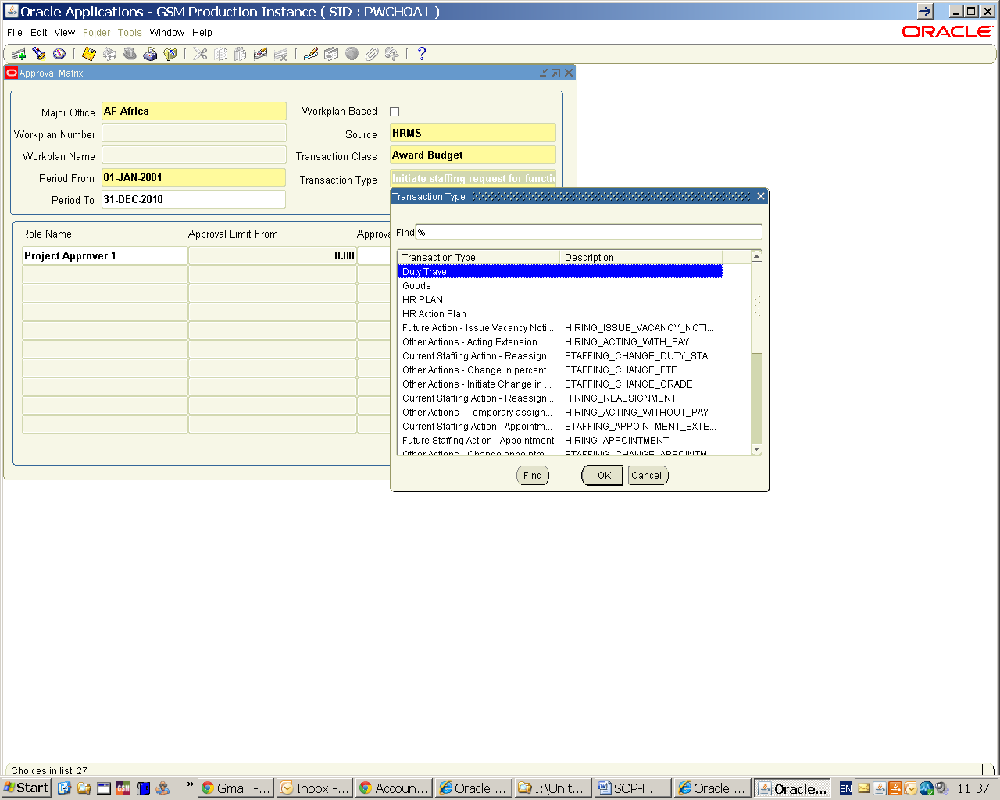 Oracle Applications - GSM Production Instance ( SID : PWCHOA1 )
File Edit View Folder Tools Window Help
ORACLE
Approval Matrix
Major Office AF Africa Workplan Based
Workplan Number Source HRMS
Workplan Name Transaction Class Award Budget
Period From 01-JAN-2001 Transaction Type Initiate staffing request for functi
Period To 31-DEC-2010
Role Name Approval Limit From Approva
Project Approver 1 0.00
Transaction Type
Find %
Transaction Type Description
Duty Travel
Goods
HR PLAN
HR Action Plan
Future Action - Issue Vacancy Noti... HIRING_ISSUE_VACANCY_NOTI...
Other Actions - Acting Extension HIRING_ACTING_WITH_PAY
Current Staffing Action - Reassign... STAFFING_CHANGE_DUTY_STA...
Other Actions - Change in percent... STAFFING_CHANGE_FTE
Other Actions - Initiate Change in ... STAFFING_CHANGE_GRADE
Current Staffing Action - Reassign... HIRING_REASSIGNMENT
Other Actions - Temporary assign... HIRING_ACTING_WITHOUT_PAY
Current Staffing Action - Appointm... STAFFING_APPOINTMENT_EXTE...
Future Staffing Action - Appointment HIRING_APPOINTMENT
Other Actions - Change appointm... STAFFING_CHANGE_APPOINTM
Find OK Cancel
Choices in list: 27
Start GSM » Gmail -... Inbox -... Accoun... Oracle ... I:\Unit... SOP-F... Oracle ... Oracle... EN 11:37